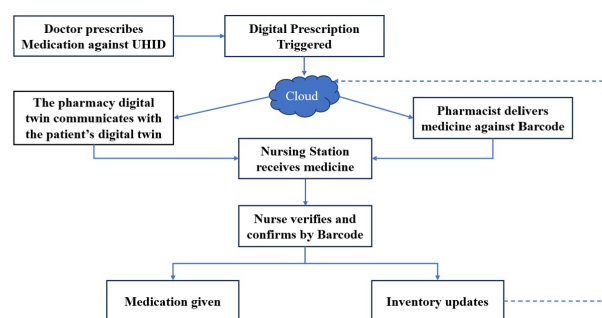 Doctor prescribes
Medication against UHID
Digital Prescription
Triggered
Cloud
The pharmacy digital
twin communicates with
the patient's digital twin
Pharmacist delivers
medicine against Barcode
Nursing Station
receives medicine
Nurse verifies and
confirms by Barcode
Medication given
Inventory updates